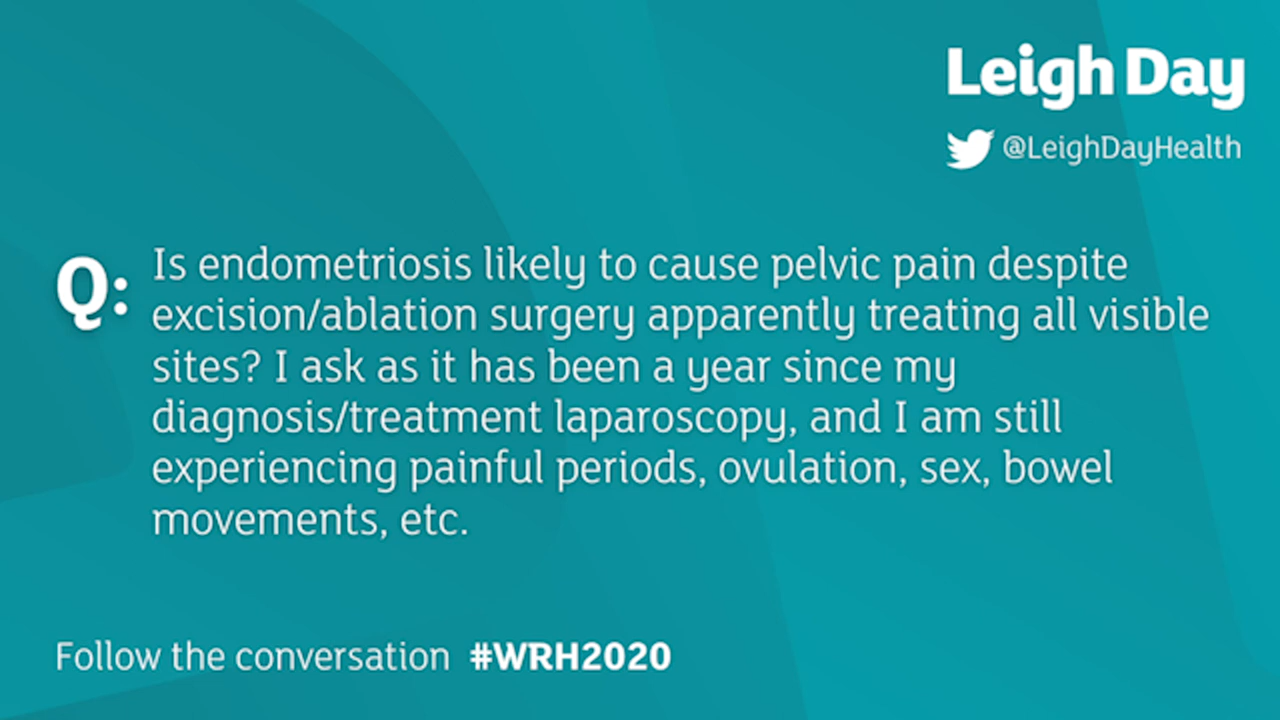 Leigh Day
@LeighDayHealth
Q: Is endometriosis likely to cause pelvic pain despite
excision/ablation surgery apparently treating all visible
sites? I ask as it has been a year since my
diagnosis/treatment laparoscopy, and I am still
experiencing painful periods, ovulation, sex, bowel
movements, etc.
Follow the conversation #WRH2020